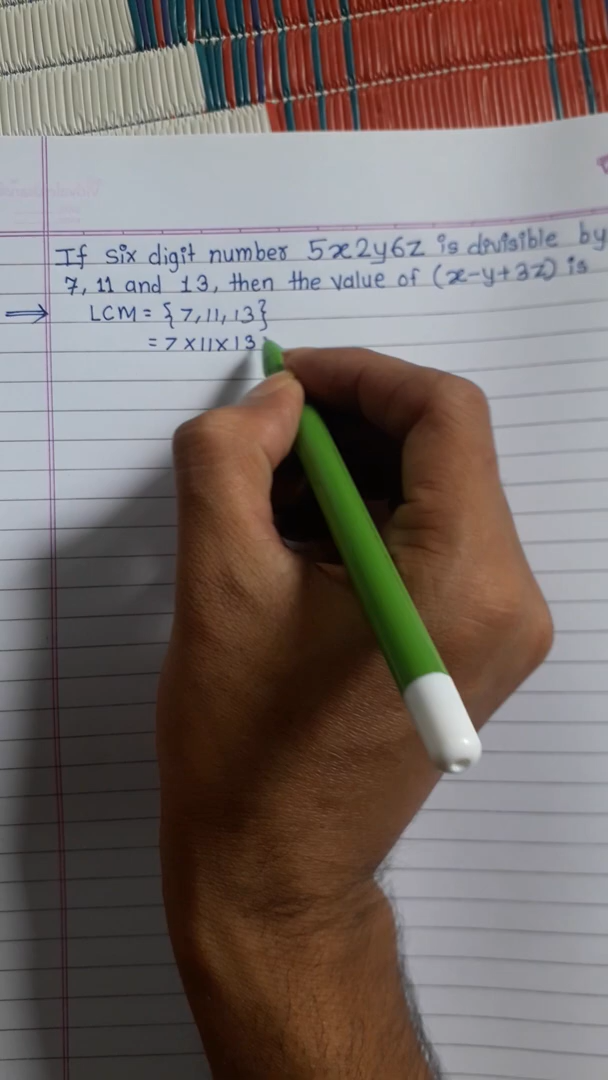 If six digit number 5x2y6z is divisible by
7, 11 and 13, then the value of (x-y+3z) is
⇒ LCM = {7,11,13}
= 7×11×13